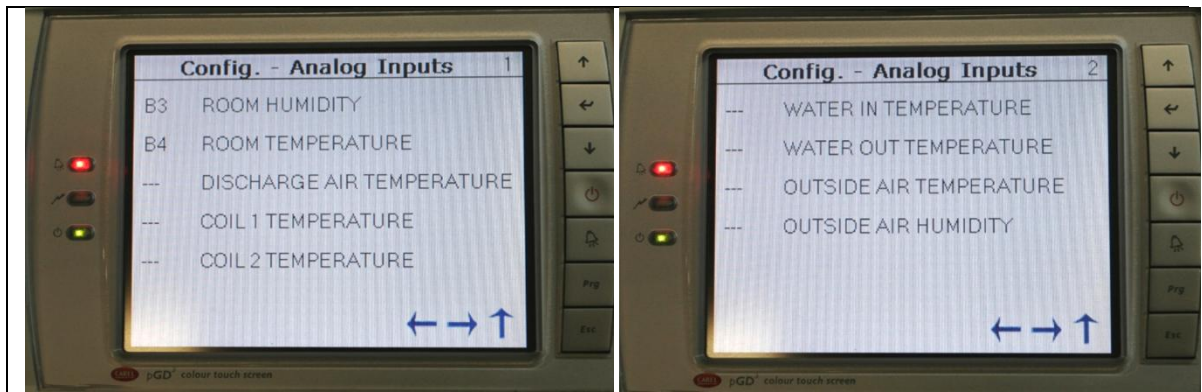 Config. - Analog Inputs 1
B3 ROOM HUMIDITY
B4 ROOM TEMPERATURE
--- DISCHARGE AIR TEMPERATURE
--- COIL 1 TEMPERATURE
--- COIL 2 TEMPERATURE
← → ↑
Prg
Esc
CAREL pGD³ colour touch screen
Config. - Analog Inputs 2
--- WATER IN TEMPERATURE
--- WATER OUT TEMPERATURE
--- OUTSIDE AIR TEMPERATURE
--- OUTSIDE AIR HUMIDITY
← → ↑
Prg
Esc
CAREL pGD³ colour touch screen